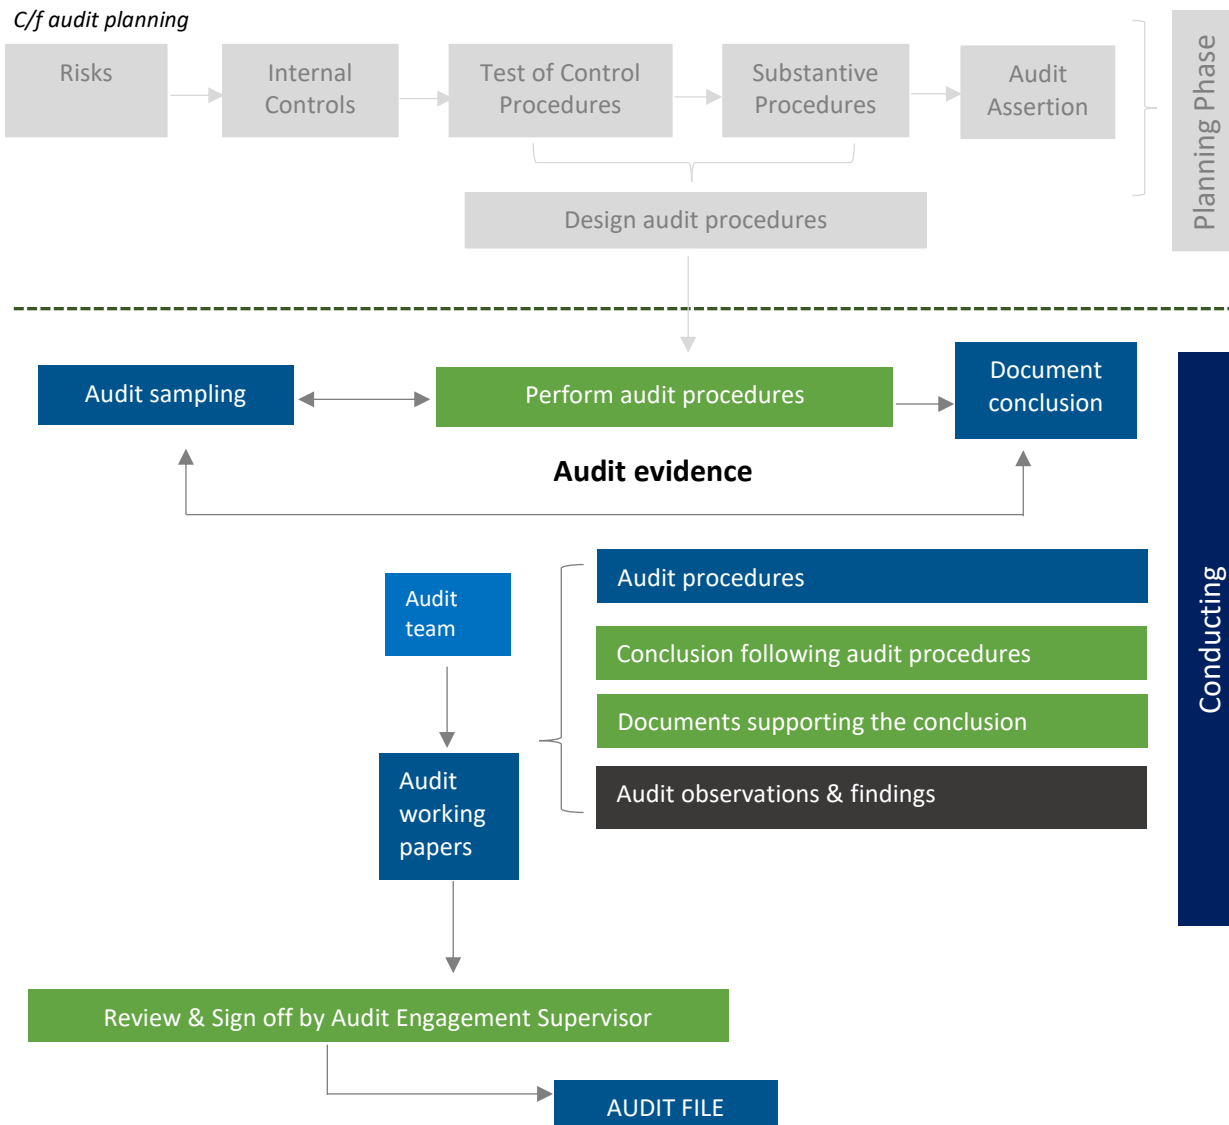 C/f audit planning
Risks
Internal
Controls
Test of Control
Procedures
Substantive
Procedures
Audit
Assertion
Planning Phase
Design audit procedures
Audit sampling
Perform audit procedures
Document
conclusion
Audit evidence
Conducting
Audit
team
Audit procedures
Conclusion following audit procedures
Documents supporting the conclusion
Audit observations & findings
Audit
working
papers
Review & Sign off by Audit Engagement Supervisor
AUDIT FILE